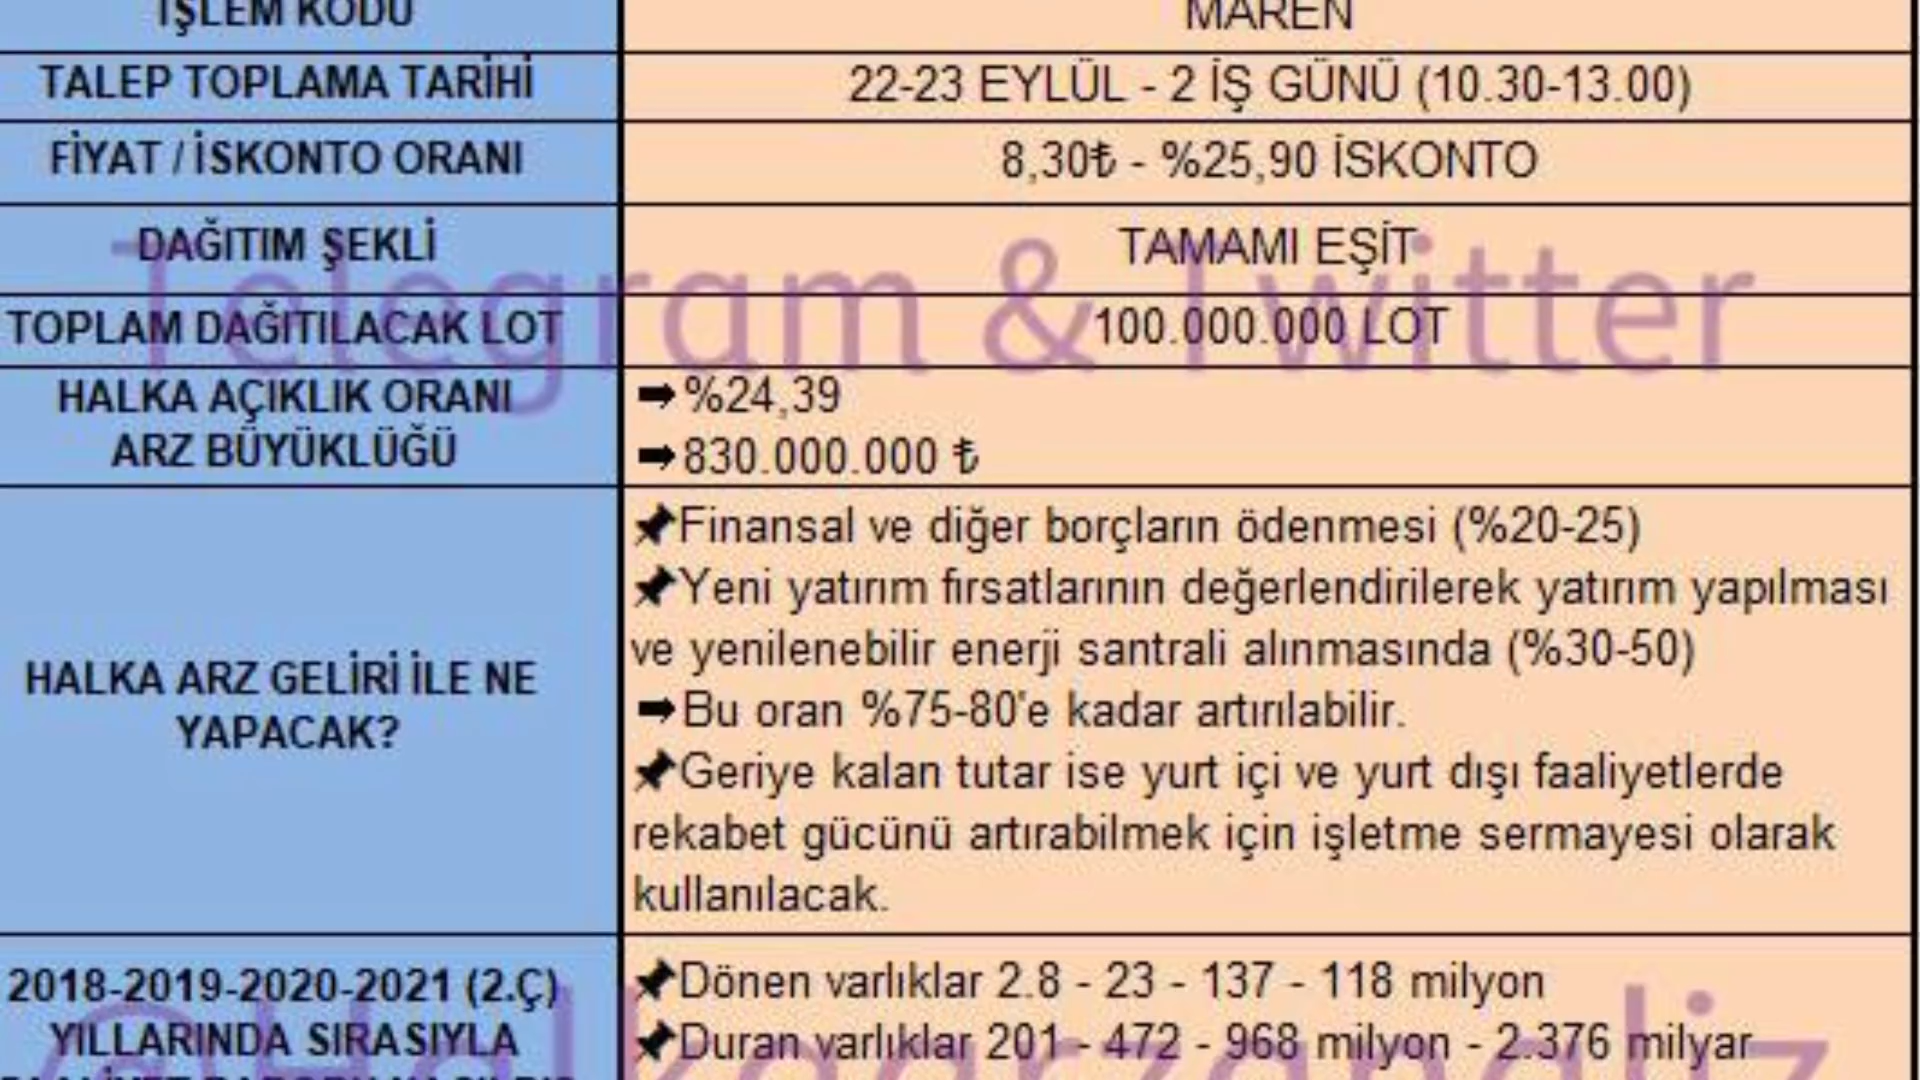 İŞLEM KODU
MAREN
TALEP TOPLAMA TARİHİ
22-23 EYLÜL - 2 İŞ GÜNÜ (10.30-13.00)
FİYAT / İSKONTO ORANI
8,30₺ - %25,90 İSKONTO
DAĞITIM ŞEKLİ
TAMAMI EŞİT
Telegram & Twitter
TOPLAM DAĞITILACAK LOT
100.000.000 LOT
HALKA AÇIKLIK ORANI
ARZ BÜYÜKLÜĞÜ
➡%24,39
➡830.000.000 ₺
HALKA ARZ GELİRİ İLE NE
YAPACAK?
📌Finansal ve diğer borçların ödenmesi (%20-25)
📌Yeni yatırım fırsatlarının değerlendirilerek yatırım yapılması
ve yenilenebilir enerji santrali alınmasında (%30-50)
➡Bu oran %75-80'e kadar artırılabilir.
📌Geriye kalan tutar ise yurt içi ve yurt dışı faaliyetlerde
rekabet gücünü artırabilmek için işletme sermayesi olarak
kullanılacak.
2018-2019-2020-2021 (2.Ç)
YILLARINDA SIRASIYLA
📌Dönen varlıklar 2.8 - 23 - 137 - 118 milyon
📌Duran varlıklar 201 - 472 - 968 milyon - 2.376 milyar